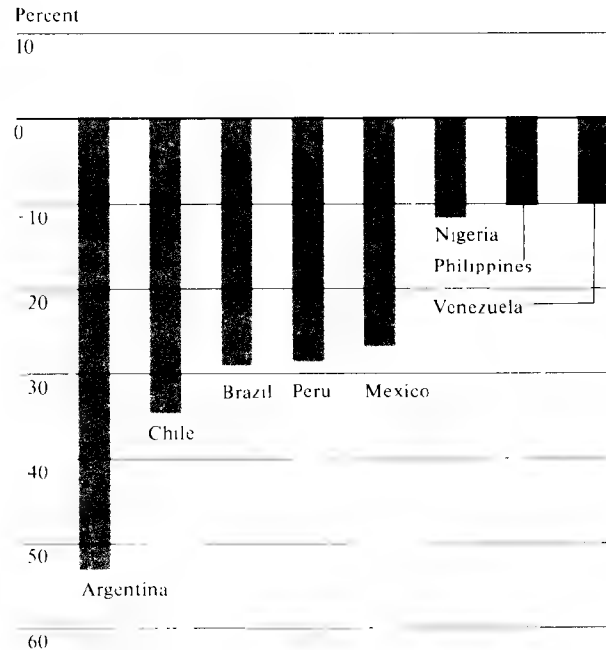 Percent
10
0
-10
Nigeria
Philippines
20
Venezuela
30
Brazil Peru Mexico
Chile
40
50
Argentina
60